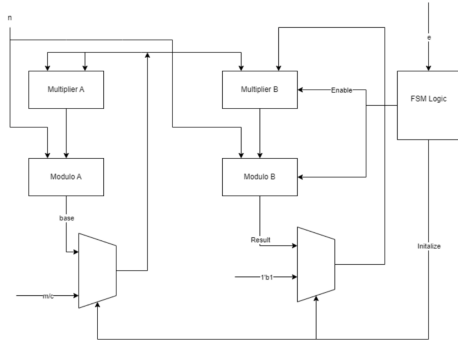 n
e
Multiplier A
Multiplier B
Enable
FSM Logic
Modulo A
Modulo B
base
Result
Initalize
m/c
1'b1